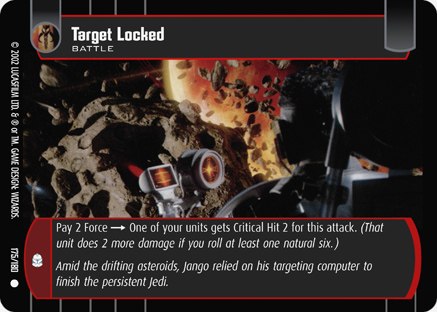 Target Locked
BATTLE
Pay 2 Force → One of your units gets Critical Hit 2 for this attack. (That
unit does 2 more damage if you roll at least one natural six.)
Amid the drifting asteroids, Jango relied on his targeting computer to
finish the persistent Jedi.
© 2002 LUCASFILM LTD. & ® or TM. GAME DESIGN: WIZARDS.
175/180